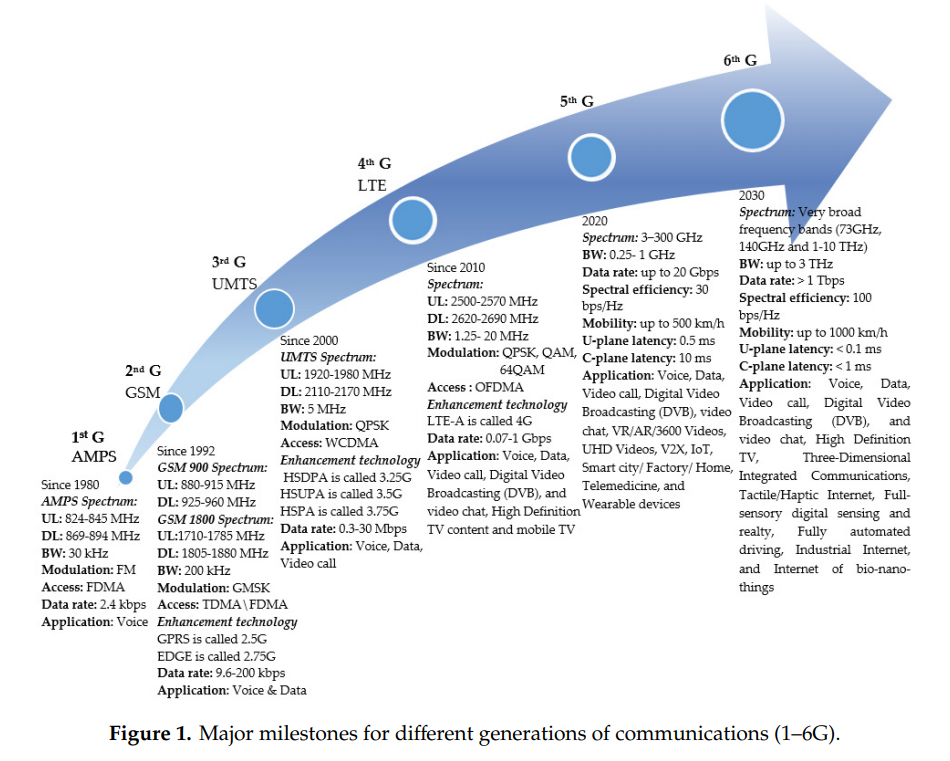 1st G
AMPS
Since 1980
AMPS Spectrum:
UL: 824-845 MHz
DL: 869-894 MHz
BW: 30 kHz
Modulation: FM
Access: FDMA
Data rate: 2.4 kbps
Application: Voice
2nd G
GSM
Since 1992
GSM 900 Spectrum:
UL: 880-915 MHz
DL: 925-960 MHz
GSM 1800 Spectrum:
UL:1710-1785 MHz
DL: 1805-1880 MHz
BW: 200 kHz
Modulation: GMSK
Access: TDMA\FDMA
Enhancement technology
GPRS is called 2.5G
EDGE is called 2.75G
Data rate: 9.6-200 kbps
Application: Voice & Data
3rd G
UMTS
Since 2000
UMTS Spectrum:
UL: 1920-1980 MHz
DL: 2110-2170 MHz
BW: 5 MHz
Modulation: QPSK
Access: WCDMA
Enhancement technology
HSDPA is called 3.25G
HSUPA is called 3.5G
HSPA is called 3.75G
Data rate: 0.3-30 Mbps
Application: Voice, Data,
Video call
4th G
LTE
Since 2010
Spectrum:
UL: 2500-2570 MHz
DL: 2620-2690 MHz
BW: 1.25- 20 MHz
Modulation: QPSK, QAM,
64QAM
Access : OFDMA
Enhancement technology
LTE-A is called 4G
Data rate: 0.07-1 Gbps
Application: Voice, Data,
Video call, Digital Video
Broadcasting (DVB), and
video chat, High Definition
TV content and mobile TV
5th G
2020
Spectrum: 3–300 GHz
BW: 0.25- 1 GHz
Data rate: up to 20 Gbps
Spectral efficiency: 30
bps/Hz
Mobility: up to 500 km/h
U-plane latency: 0.5 ms
C-plane latency: 10 ms
Application: Voice, Data,
Video call, Digital Video
Broadcasting (DVB), video
chat, VR/AR/3600 Videos,
UHD Videos, V2X, IoT,
Smart city/ Factory/ Home,
Telemedicine, and
Wearable devices
6th G
2030
Spectrum: Very broad
frequency bands (73GHz,
140GHz and 1-10 THz)
BW: up to 3 THz
Data rate: > 1 Tbps
Spectral efficiency: 100
bps/Hz
Mobility: up to 1000 km/h
U-plane latency: < 0.1 ms
C-plane latency: < 1 ms
Application: Voice, Data,
Video call, Digital Video
Broadcasting (DVB), and
video chat, High Definition
TV, Three-Dimensional
Integrated Communications,
Tactile/Haptic Internet, Full-
sensory digital sensing and
realty, Fully automated
driving, Industrial Internet,
and Internet of bio-nano-
things
Figure 1. Major milestones for different generations of communications (1–6G).